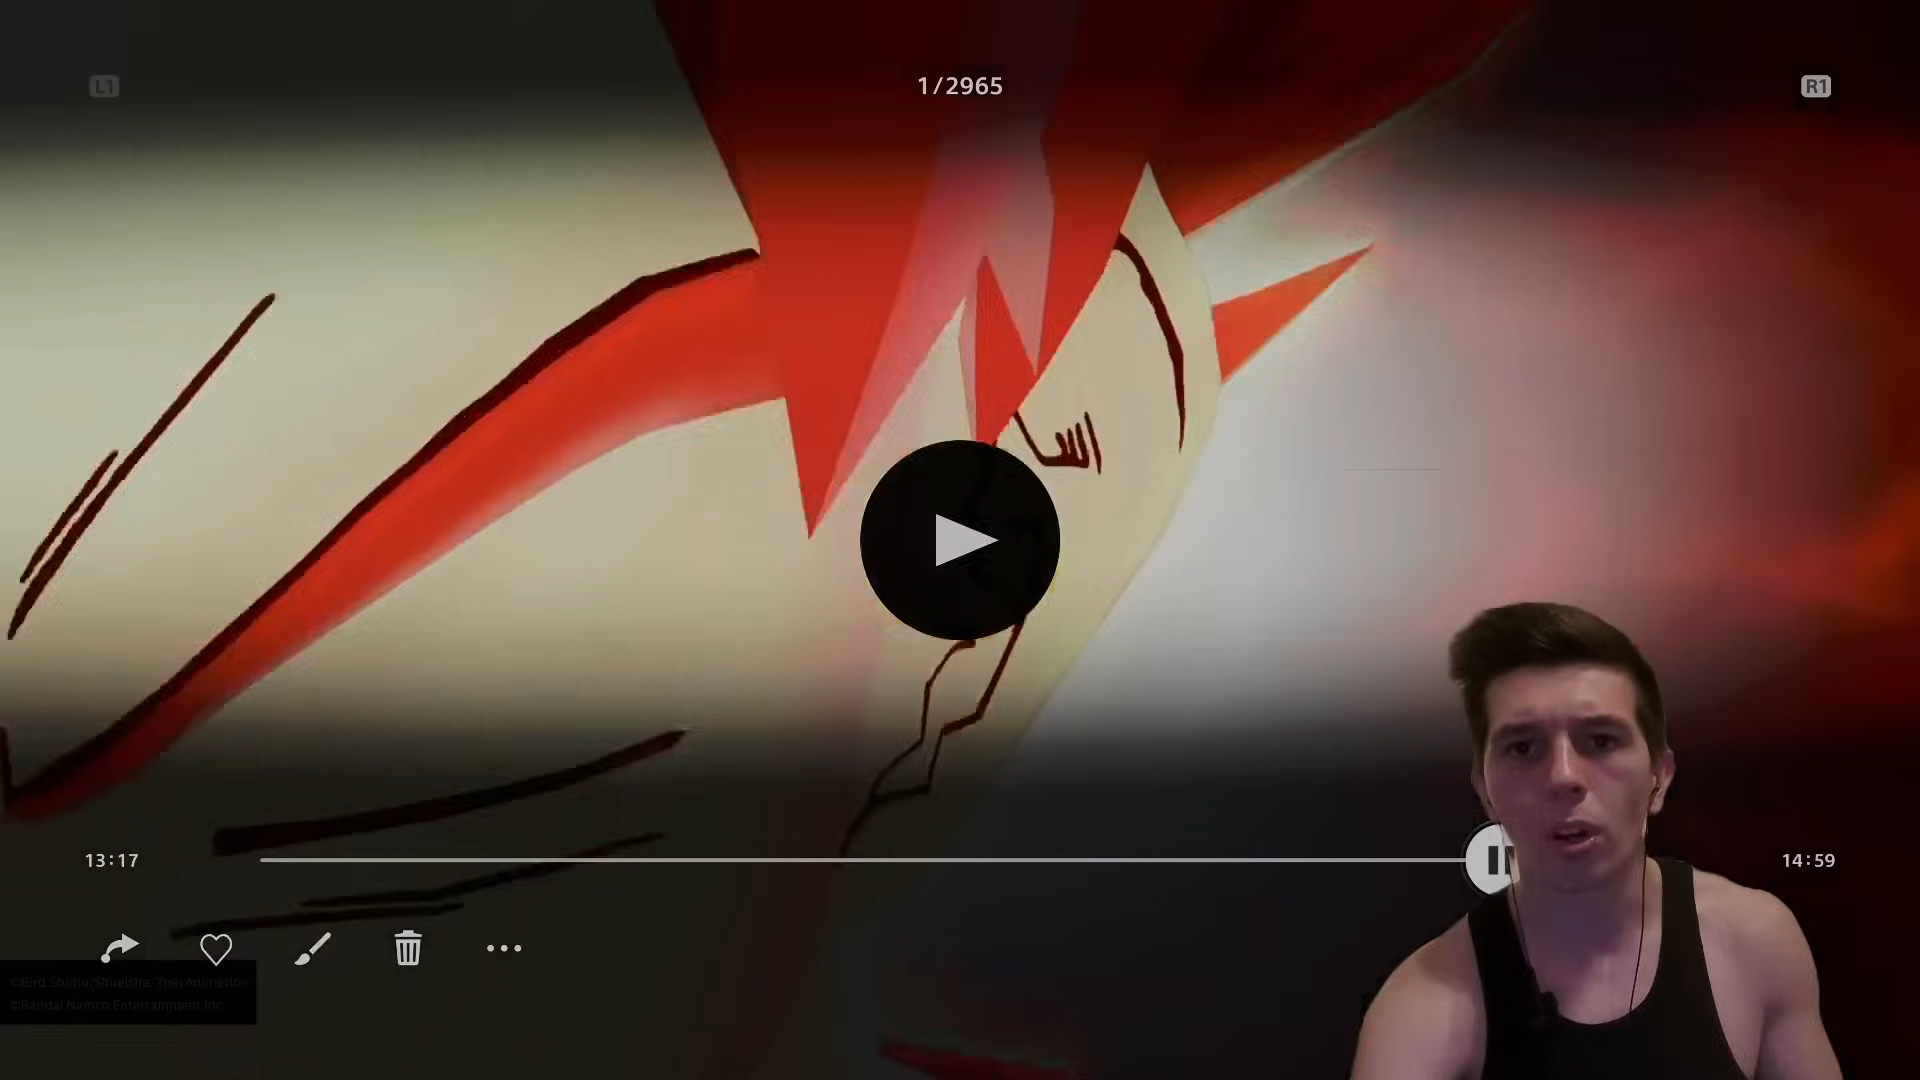 L1
1/2965
R1
13:17
14:59
©Bird Studio/Shueisha, Toei Animation
©Bandai Namco Entertainment Inc.